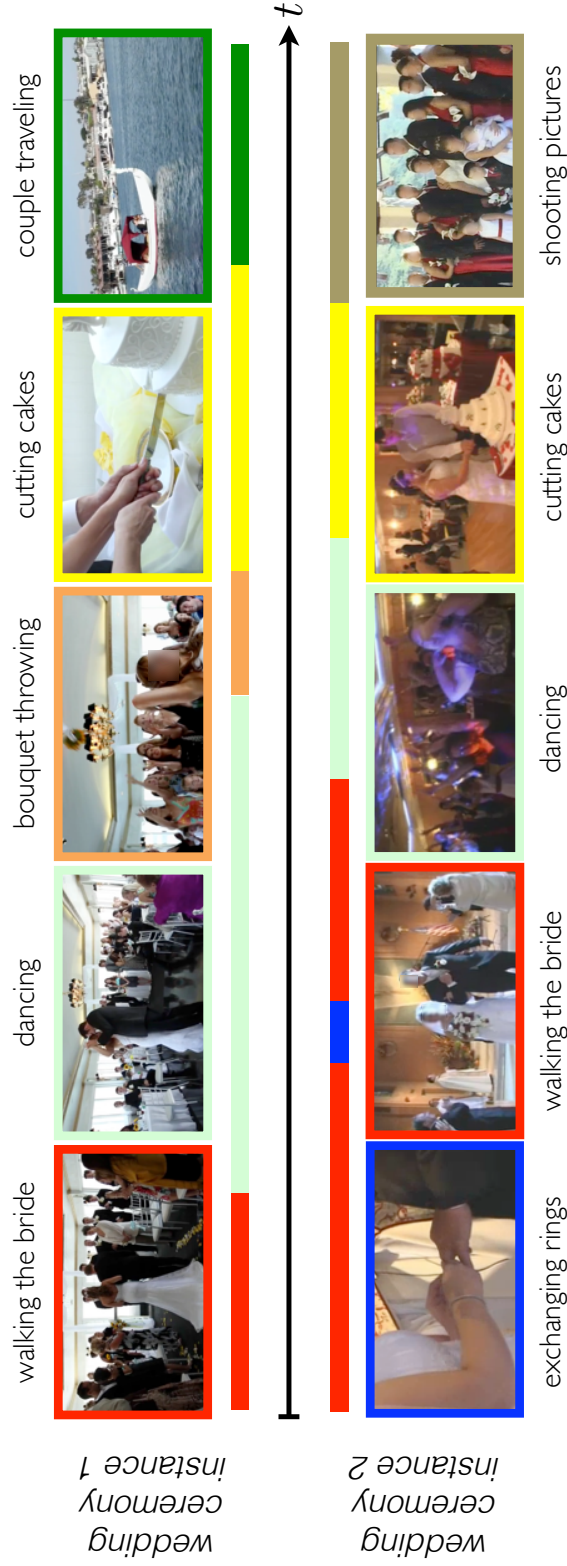 wedding
ceremony
instance 1
walking the bride
dancing
bouquet throwing
cutting cakes
couple traveling
t
wedding
ceremony
instance 2
exchanging rings
walking the bride
dancing
cutting cakes
shooting pictures